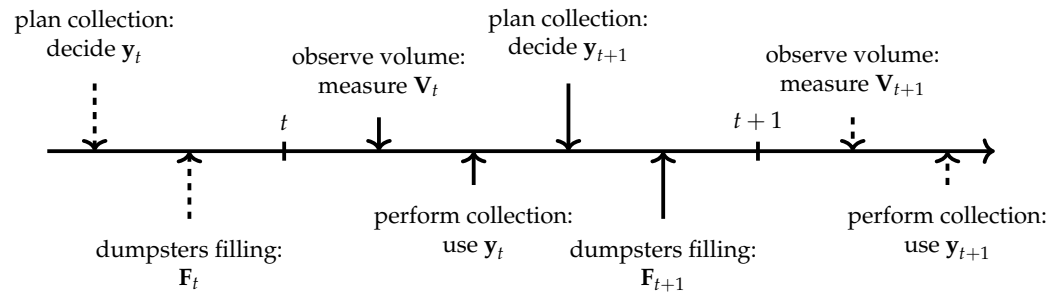 plan collection:
decide y_t
observe volume:
measure V_t
plan collection:
decide y_{t+1}
observe volume:
measure V_{t+1}
t
t + 1
dumpsters filling:
F_t
perform collection:
use y_t
dumpsters filling:
F_{t+1}
perform collection:
use y_{t+1}